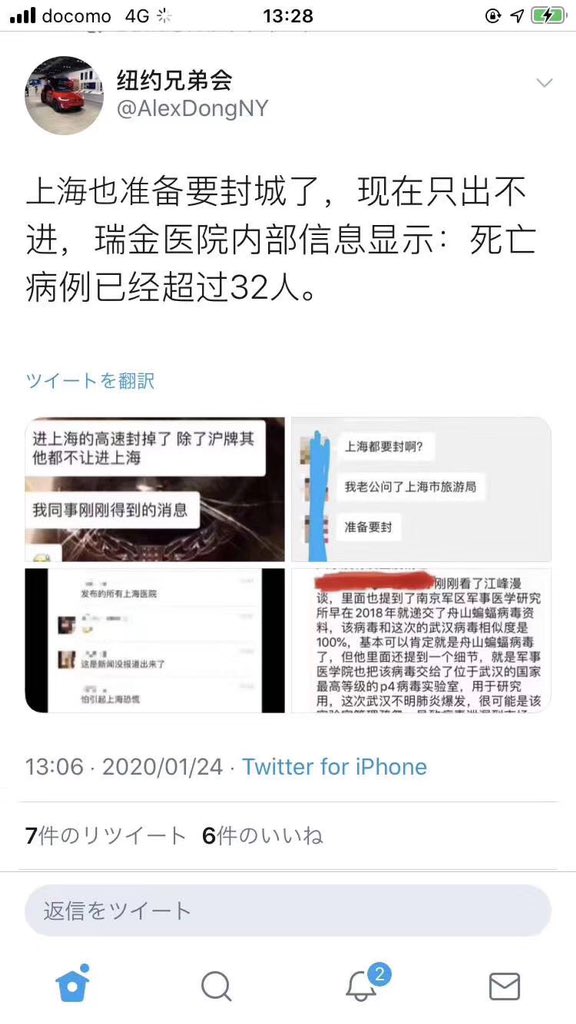 docomo 4G 13:28
纽约兄弟会
@AlexDongNY
上海也准备要封城了，现在只出不
进，瑞金医院内部信息显示：死亡
病例已经超过32人。
ツイートを翻訳
进上海的高速封掉了 除了沪牌其
他都不让进上海
我同事刚刚得到的消息
上海都要封啊?
我老公问了上海市旅游局
准备要封
发布的所有上海医院
这是新闻没报道出来了
怕引起上海恐慌
刚刚看了江峰漫
谈，里面也提到了南京军区军事医学研究
所早在2018年就递交了舟山蝙蝠病毒资
料，该病毒和这次的武汉病毒相似度是
100%，基本可以肯定就是舟山蝙蝠病毒
了，但他里面还提到一个细节，就是军事
医学院也把该病毒交给了位于武汉的国家
最高等级的p4病毒实验室，用于研究
用，这次武汉不明肺炎爆发，很可能是该
13:06 · 2020/01/24 · Twitter for iPhone
7件のリツイート 6件のいいね
返信をツイート
2